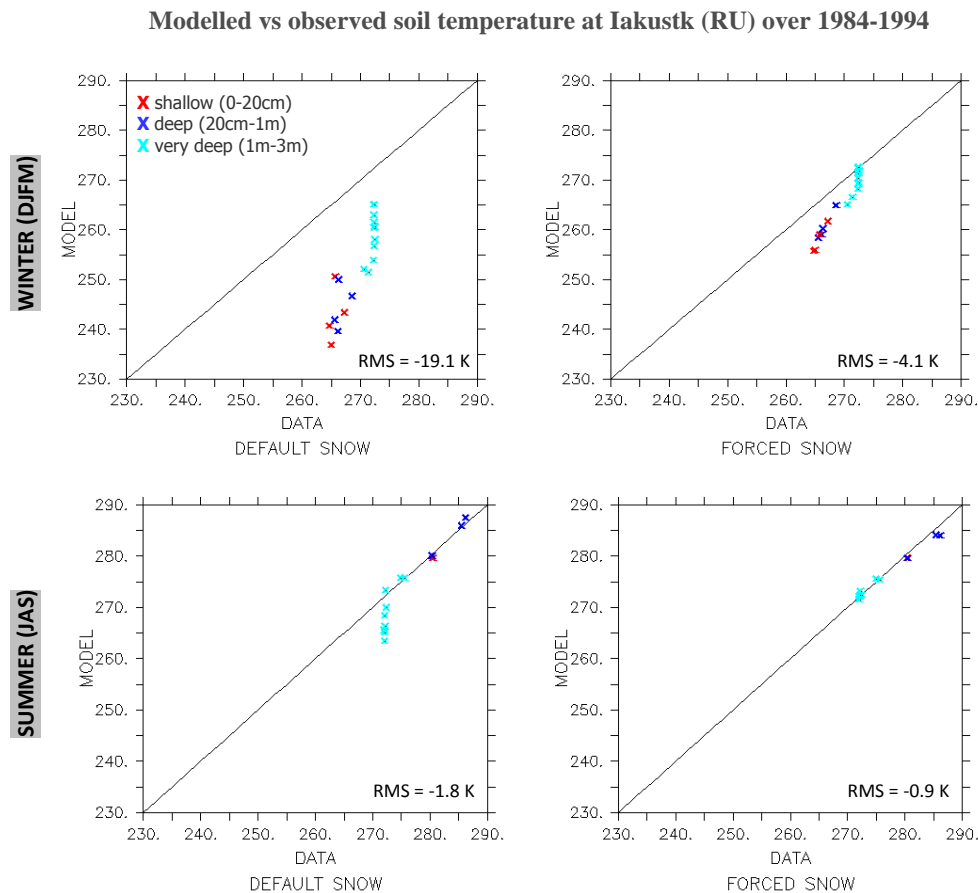 Modelled vs observed soil temperature at Iakustk (RU) over 1984-1994
WINTER (DJFM)
290.
280.
270.
260.
250.
240.
230.
MODEL
X shallow (0-20cm)
X deep (20cm-1m)
X very deep (1m-3m)
RMS = -19.1 K
230. 240. 250. 260. 270. 280. 290.
DATA
DEFAULT SNOW
290.
280.
270.
260.
250.
240.
230.
MODEL
RMS = -4.1 K
230. 240. 250. 260. 270. 280. 290.
DATA
FORCED SNOW
SUMMER (JAS)
290.
280.
270.
260.
250.
240.
230.
MODEL
RMS = -1.8 K
230. 240. 250. 260. 270. 280. 290.
DATA
DEFAULT SNOW
290.
280.
270.
260.
250.
240.
230.
MODEL
RMS = -0.9 K
230. 240. 250. 260. 270. 280. 290.
DATA
FORCED SNOW